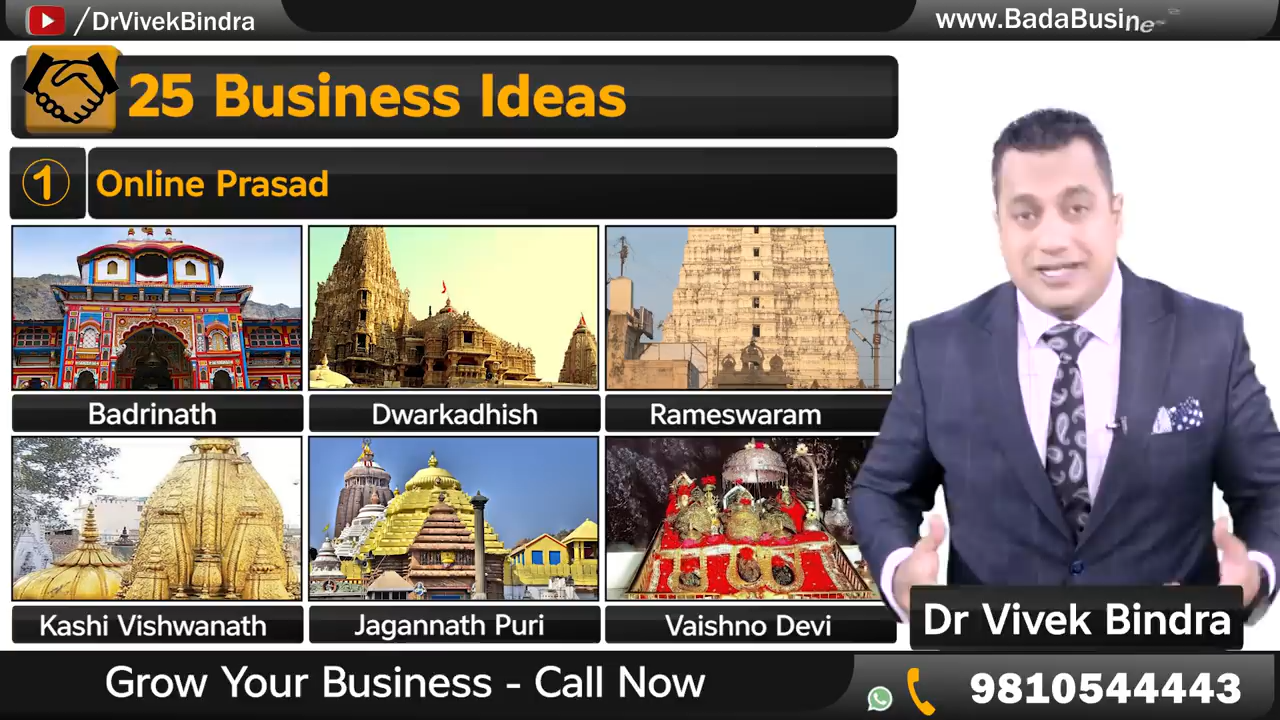 /DrVivekBindra
www.BadaBusine
25 Business Ideas
1 Online Prasad
Badrinath
Dwarkadhish
Rameswaram
Kashi Vishwanath
Jagannath Puri
Vaishno Devi
Dr Vivek Bindra
Grow Your Business - Call Now
9810544443